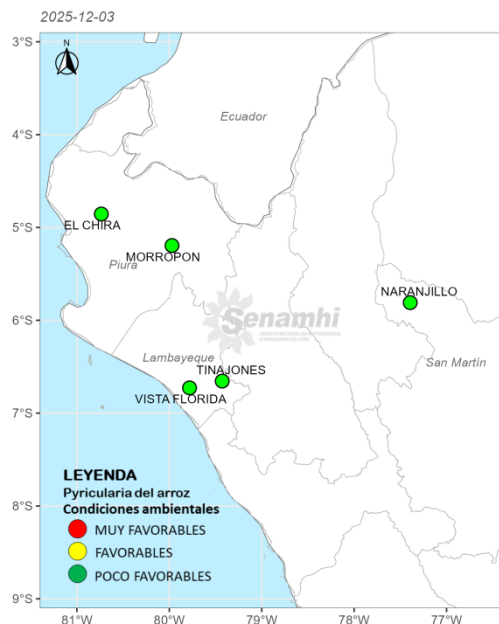 2025-12-03
3°S
N
Ecuador
4°S
5°S
EL CHIRA
MORROPON
Piura
NARANJILLO
6°S
Senamhi
Lambayeque
TINAJONES
San Martín
VISTA FLORIDA
7°S
LEYENDA
Pyricularia del arroz
Condiciones ambientales
8°S
MUY FAVORABLES
FAVORABLES
POCO FAVORABLES
9°S
81°W 80°W 79°W 78°W 77°W